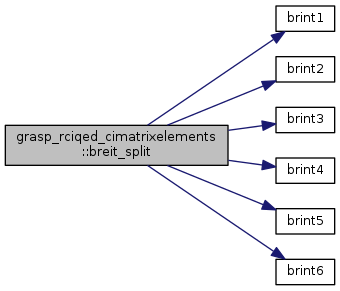 brint1
brint2
brint3
grasp_rciqed_cimatrixelements
::breit_split
brint4
brint5
brint6